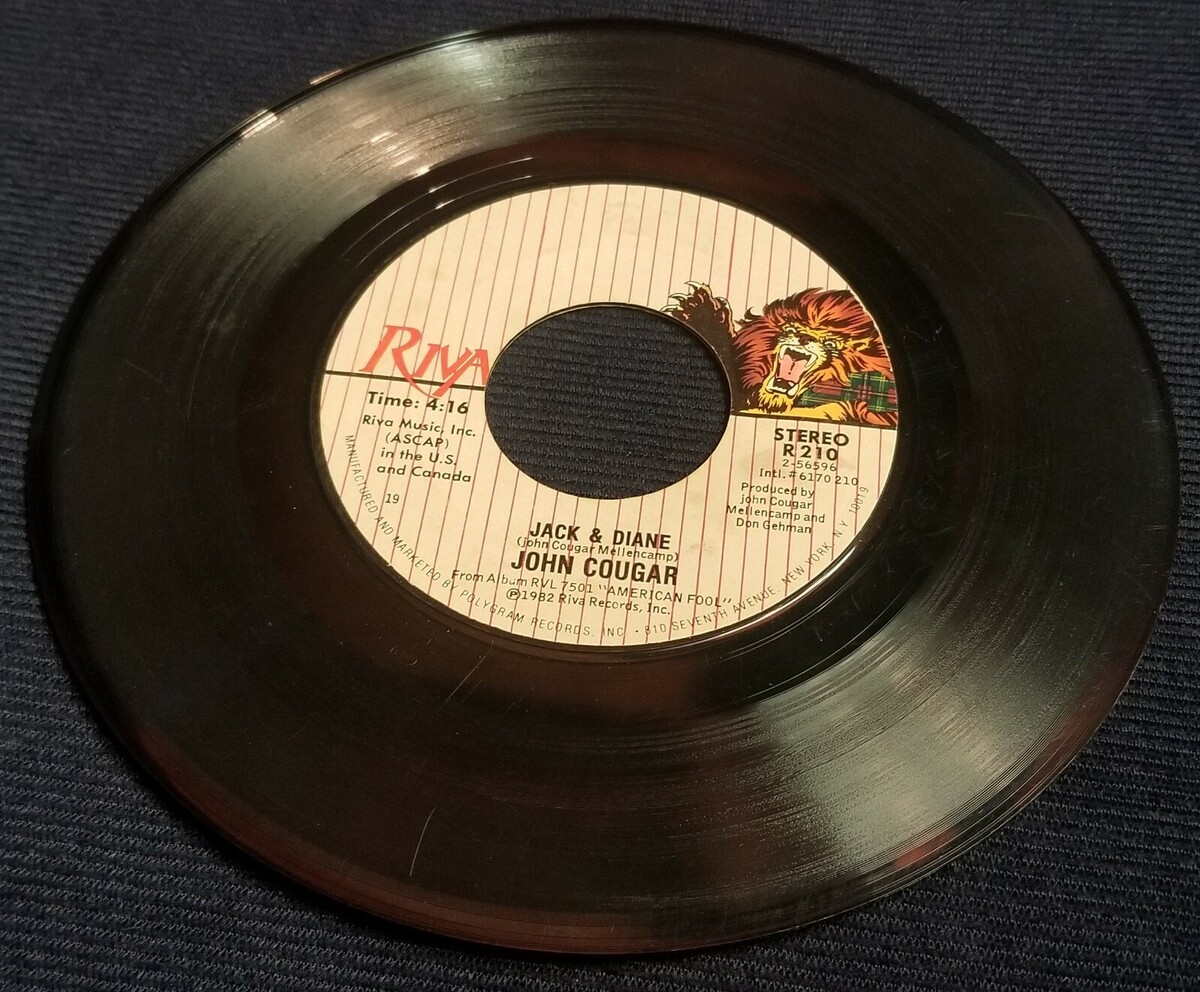 RIVA
Time: 4:16
Riva Music, Inc.
(ASCAP)
in the U.S.
and Canada
19
STEREO
R 210
2-56596
Intl. # 6170 210
Produced by
John Cougar
Mellencamp and
Don Gehman
JACK & DIANE
(John Cougar Mellencamp)
JOHN COUGAR
From Album RVL 7501 "AMERICAN FOOL"
℗1982 Riva Records, Inc.
MANUFACTURED AND MARKETED BY POLYGRAM RECORDS, INC • 810 SEVENTH AVENUE, NEW YORK, N.Y. 10019